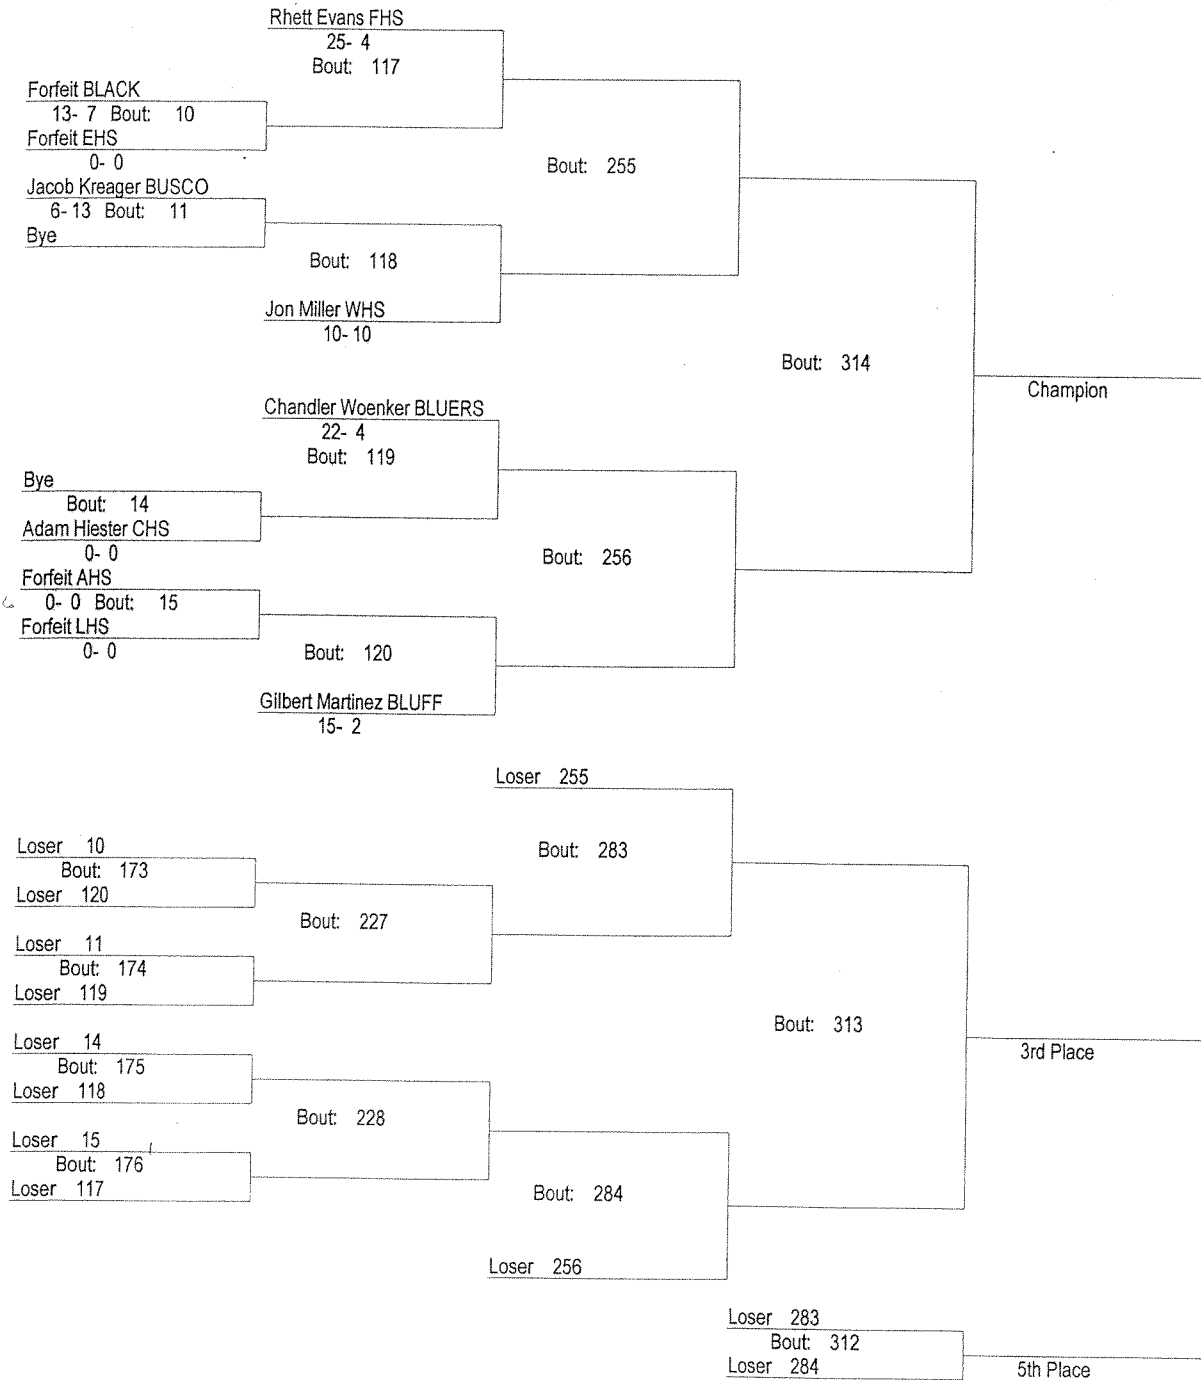 Rhett Evans FHS
25- 4
Bout: 117
Forfeit BLACK
13- 7 Bout: 10
Forfeit EHS
0- 0
Bout: 255
Jacob Kreager BUSCO
6- 13 Bout: 11
Bye
Bout: 118
Jon Miller WHS
10- 10
Bout: 314
Champion
Chandler Woenker BLUERS
22- 4
Bout: 119
Bye
Bout: 14
Adam Hiester CHS
0- 0
Bout: 256
Forfeit AHS
0- 0 Bout: 15
Forfeit LHS
0- 0
Bout: 120
Gilbert Martinez BLUFF
15- 2
Loser 255
Bout: 283
Loser 10
Bout: 173
Loser 120
Bout: 227
Loser 11
Bout: 174
Loser 119
Bout: 313
3rd Place
Loser 14
Bout: 175
Loser 118
Bout: 228
Loser 15
Bout: 176
Loser 117
Bout: 284
Loser 256
Loser 283
Bout: 312
Loser 284
5th Place